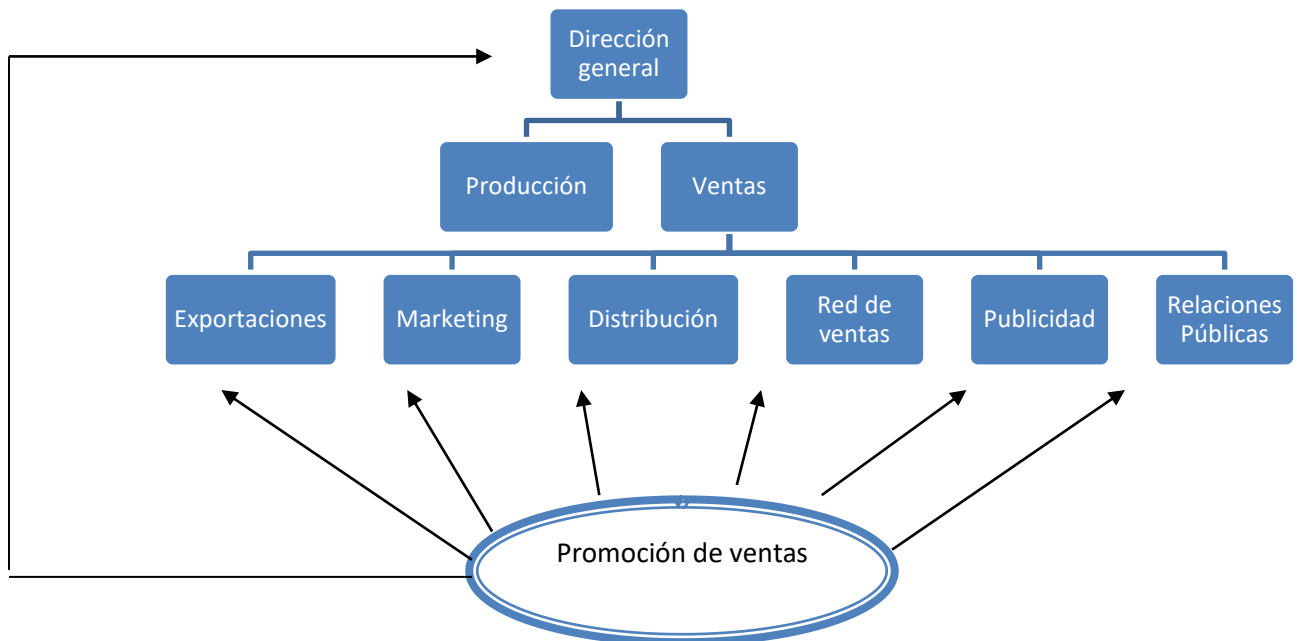 Dirección
general
Producción
Ventas
Exportaciones
Marketing
Distribución
Red de
ventas
Publicidad
Relaciones
Públicas
Promoción de ventas